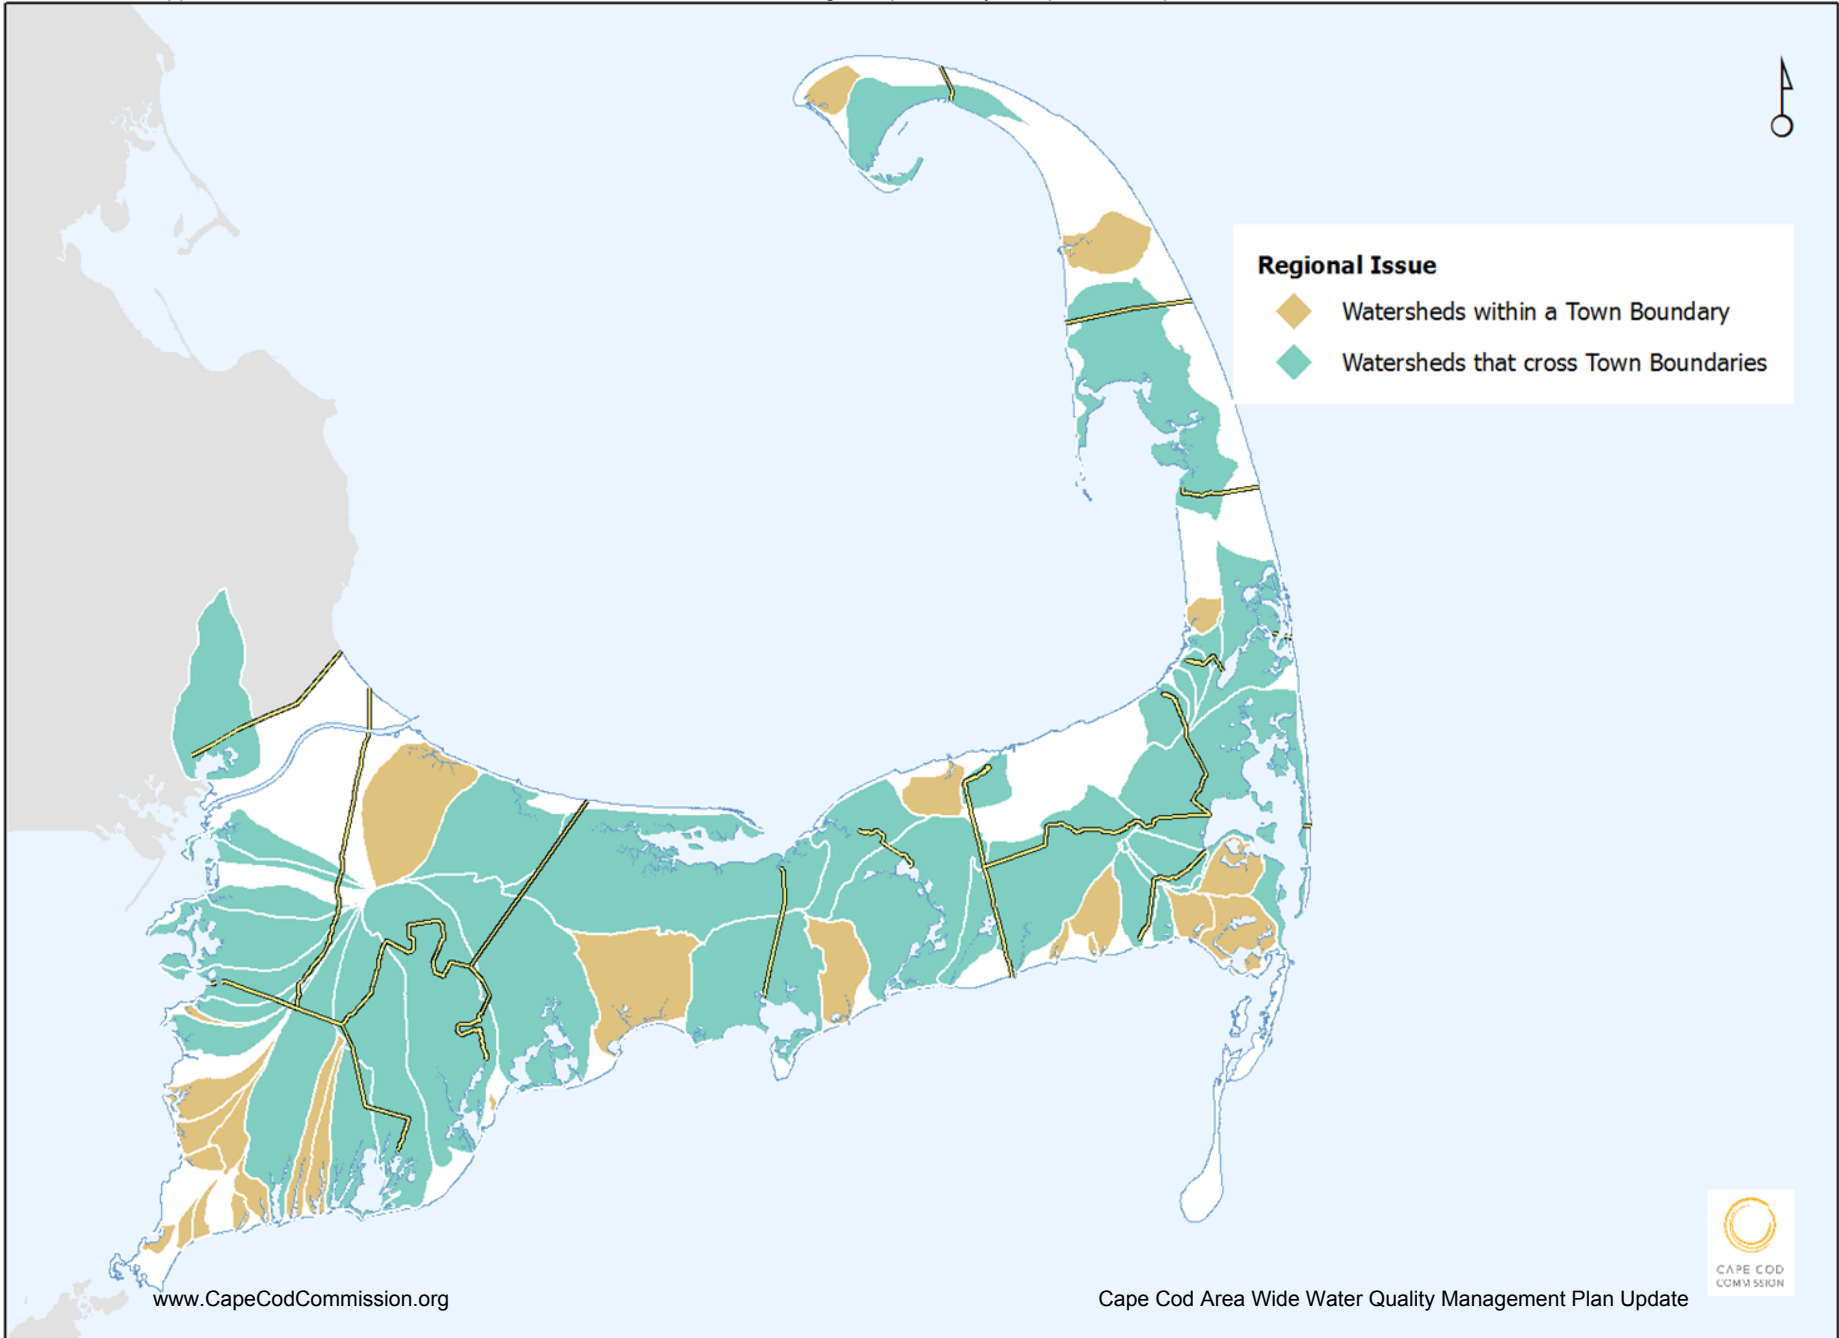 Regional Issue
Watersheds within a Town Boundary
Watersheds that cross Town Boundaries
CAPE COD
COMMISSION
www.CapeCodCommission.org
Cape Cod Area Wide Water Quality Management Plan Update